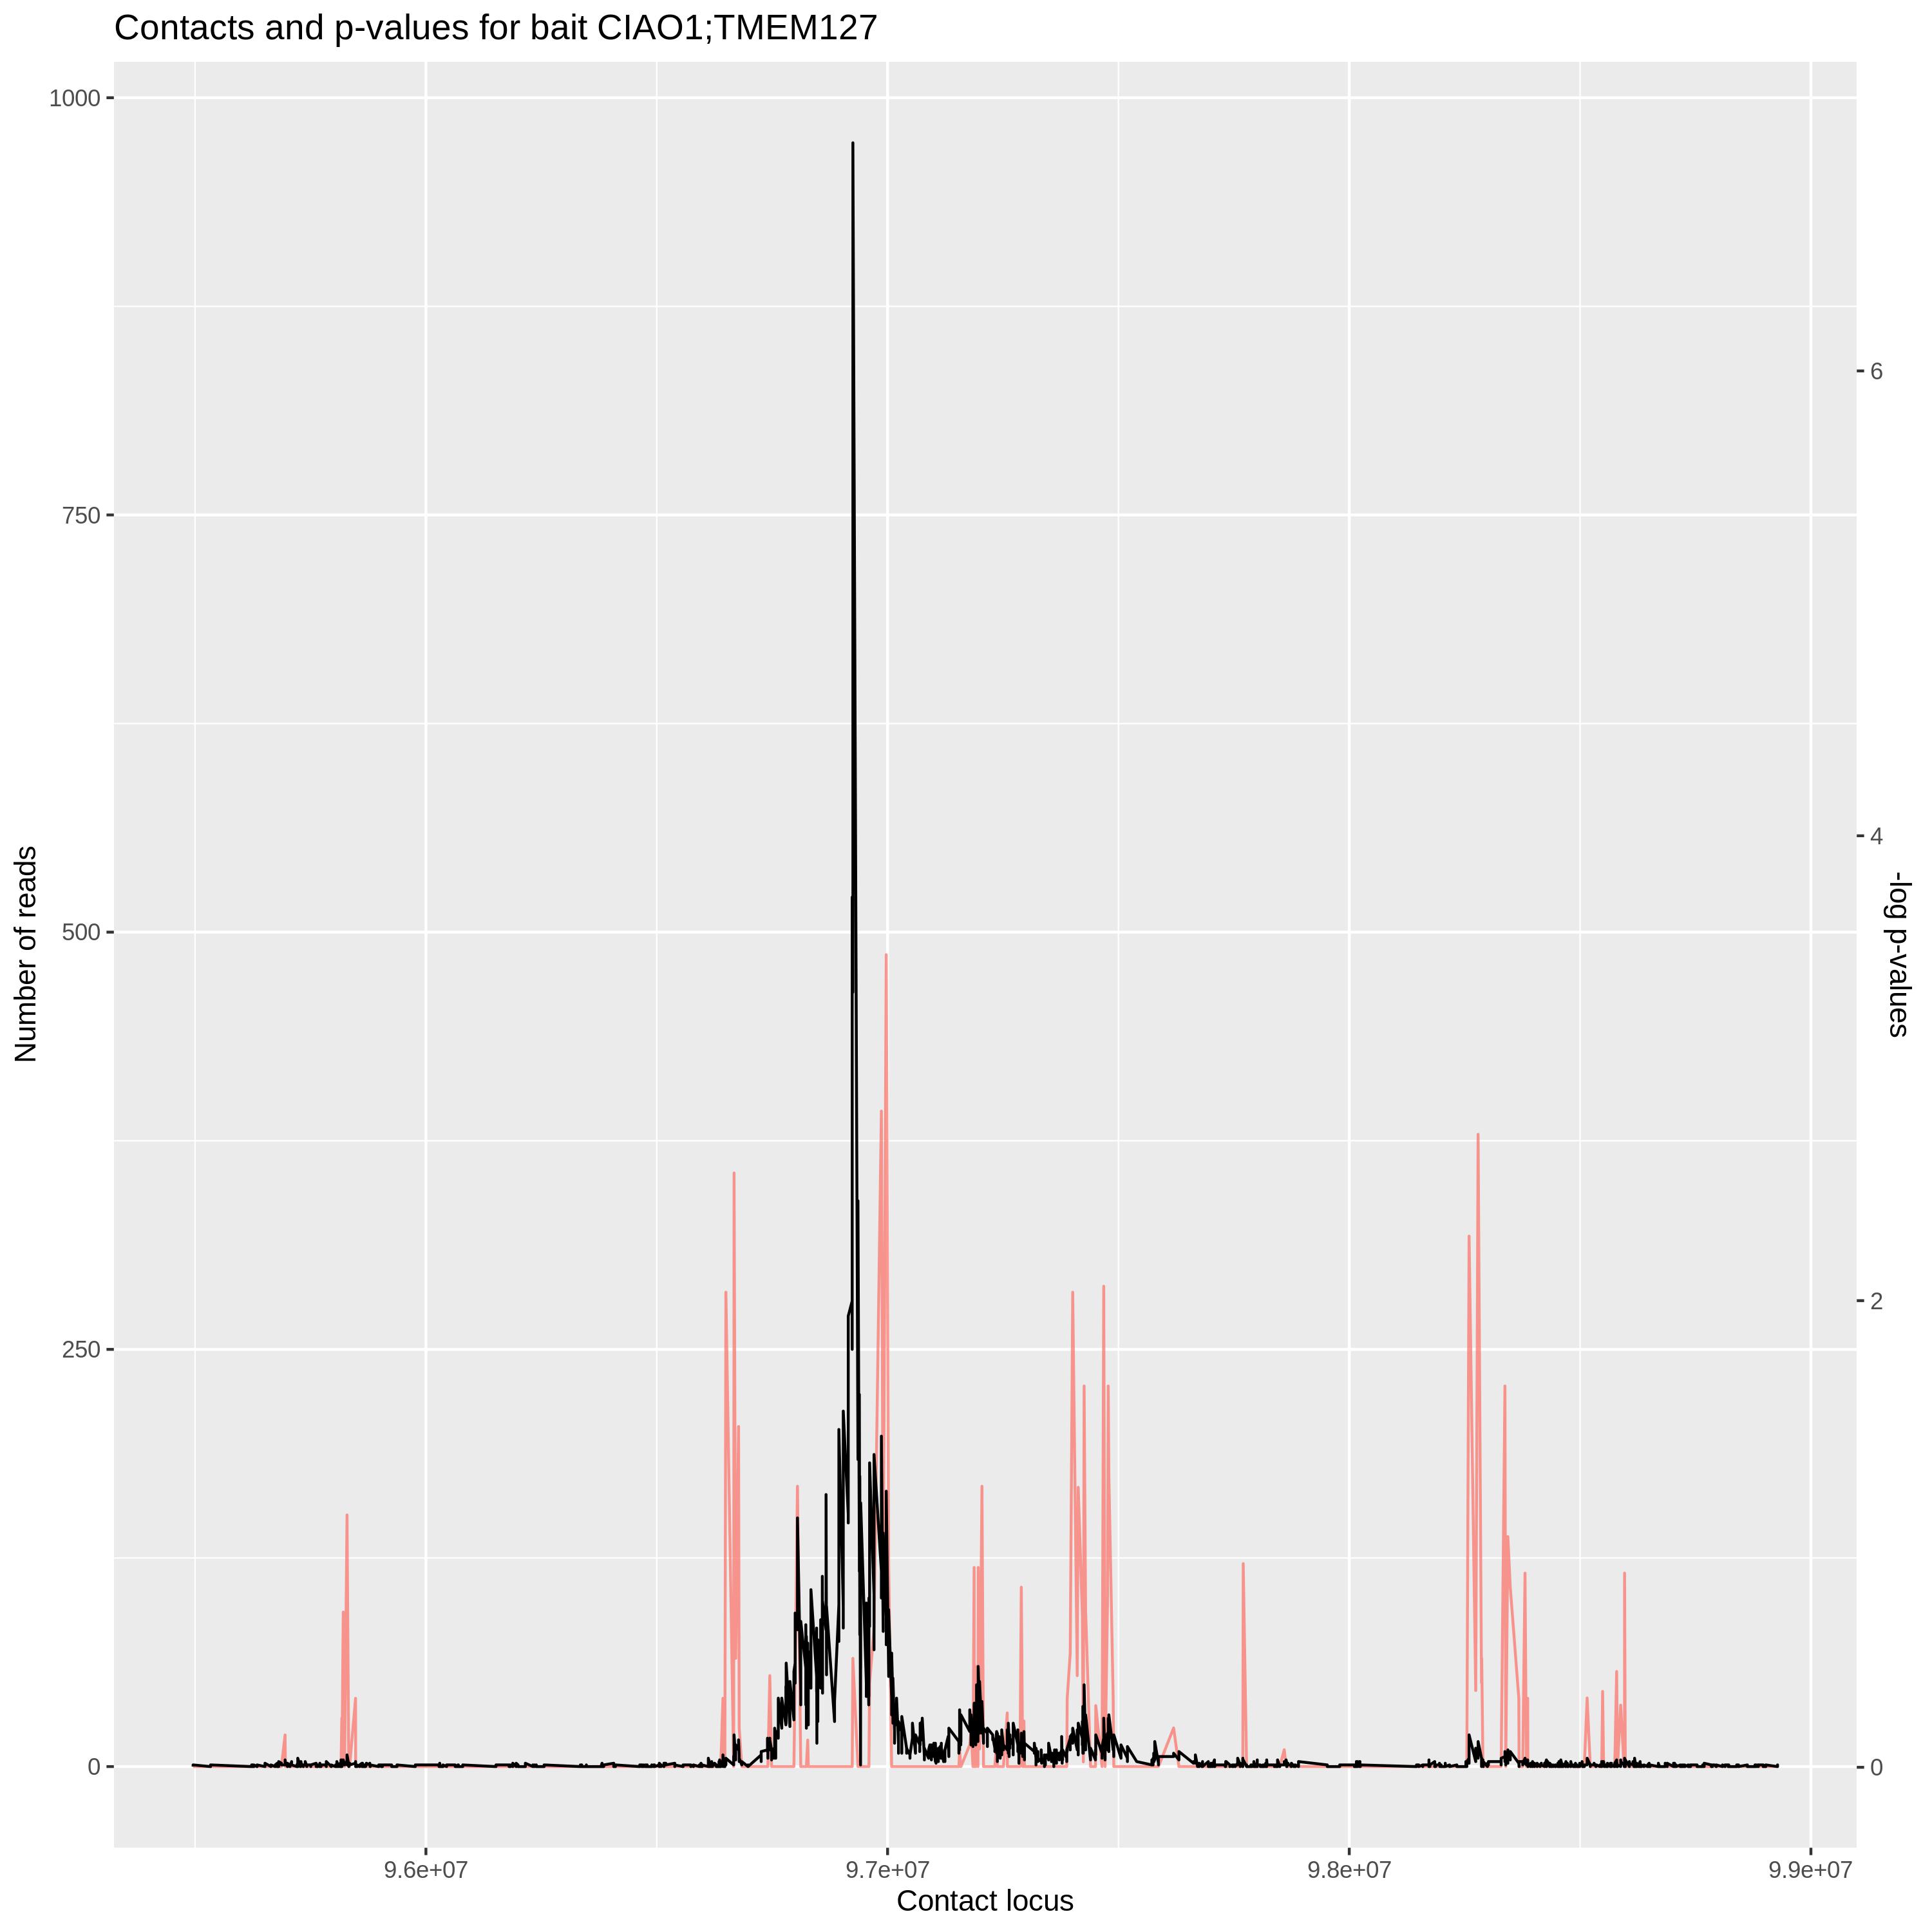 Contacts and p-values for bait CIAO1;TMEM127
1000
750
500
250
0
Number of reads
6
4
2
0
-log p-values
9.6e+07
9.7e+07
9.8e+07
9.9e+07
Contact locus